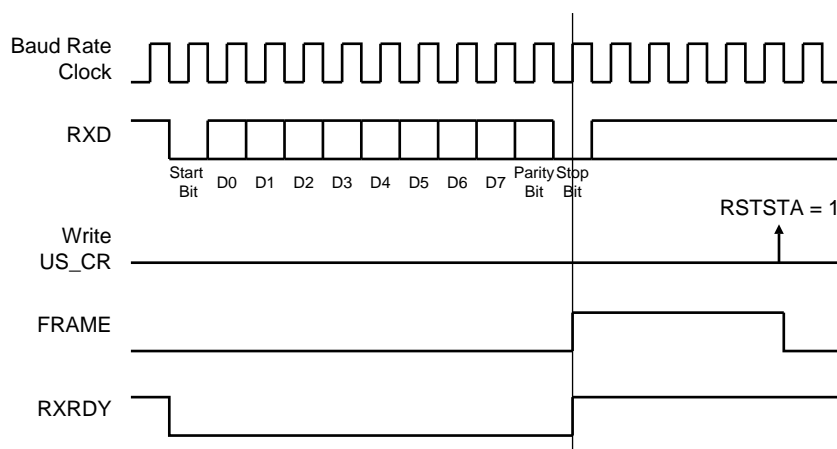 Baud Rate
Clock
RXD
Start
Bit
D0
D1
D2
D3
D4
D5
D6
D7
Parity
Bit
Stop
Bit
RSTSTA = 1
Write
US_CR
FRAME
RXRDY